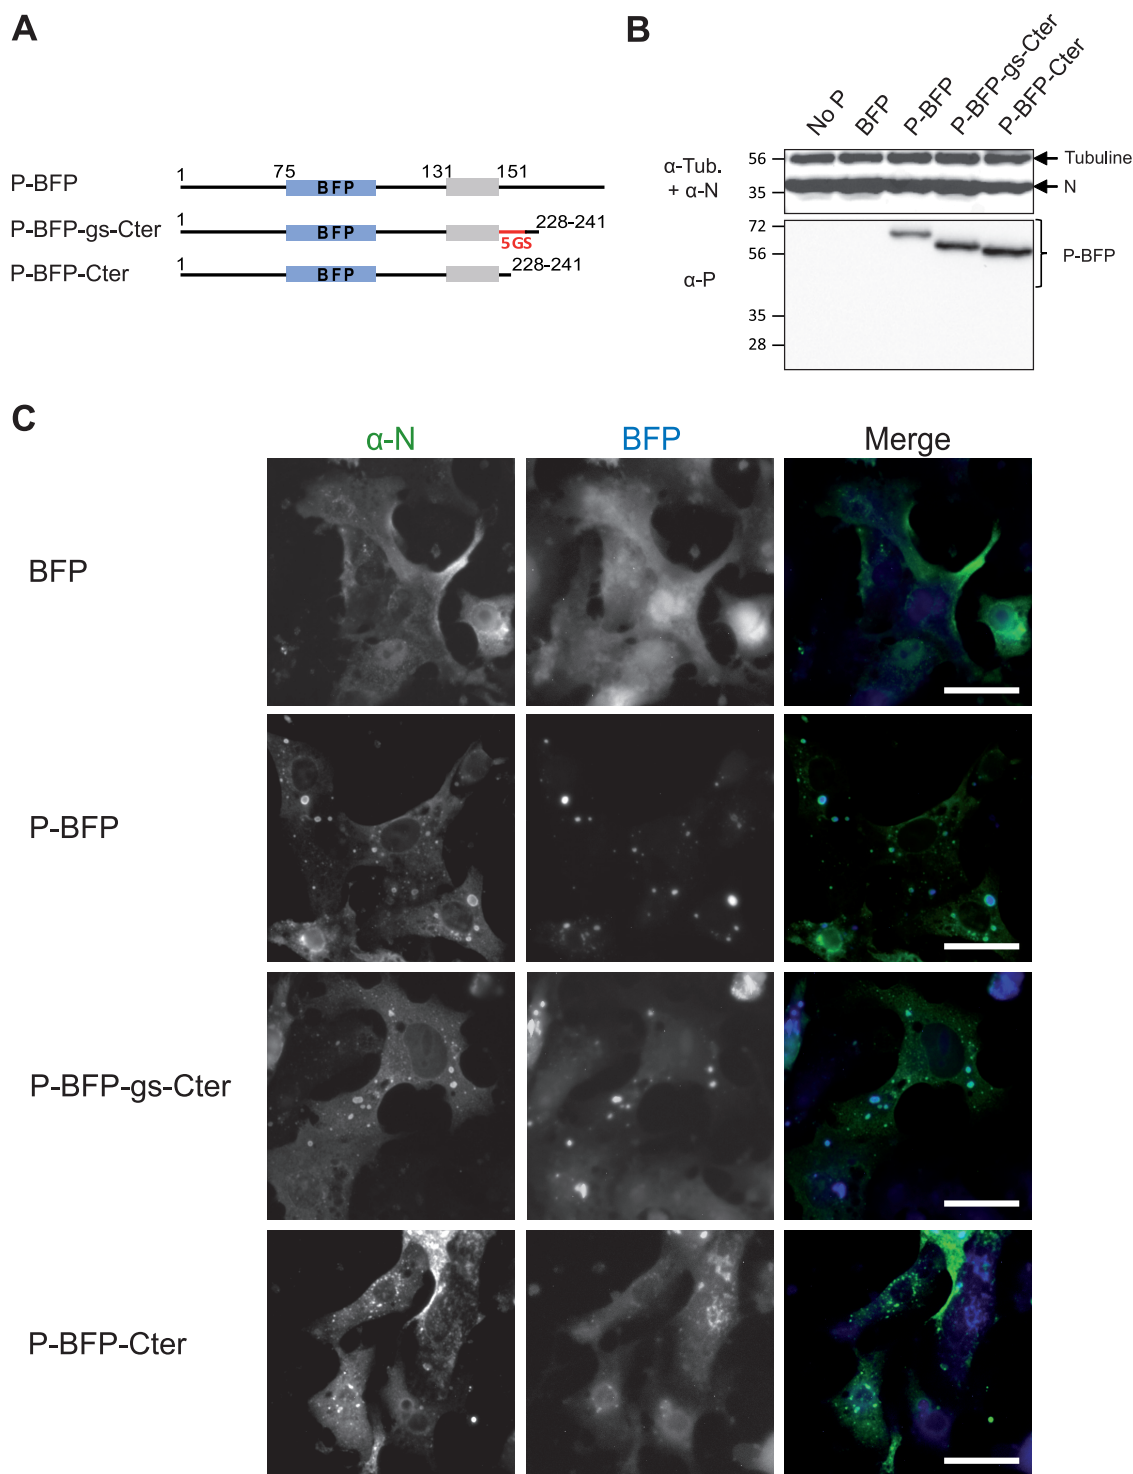 A
P-BFP
1
75
BFP
131
151
P-BFP-gs-Cter
1
BFP
5GS
228-241
P-BFP-Cter
1
BFP
228-241
B
No P
BFP
P-BFP
P-BFP-gs-Cter
P-BFP-Cter
α-Tub.
+ α-N
56
35
Tubuline
N
α-P
72
56
35
28
P-BFP
C
α-N
BFP
Merge
BFP
P-BFP
P-BFP-gs-Cter
P-BFP-Cter